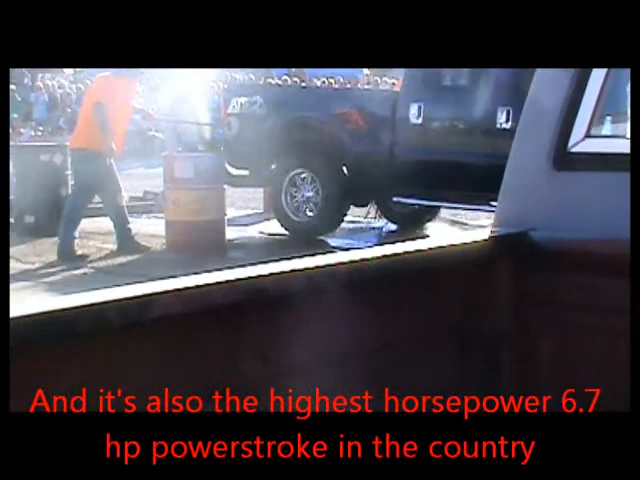 And it's also the highest horsepower 6.7
hp powerstroke in the country